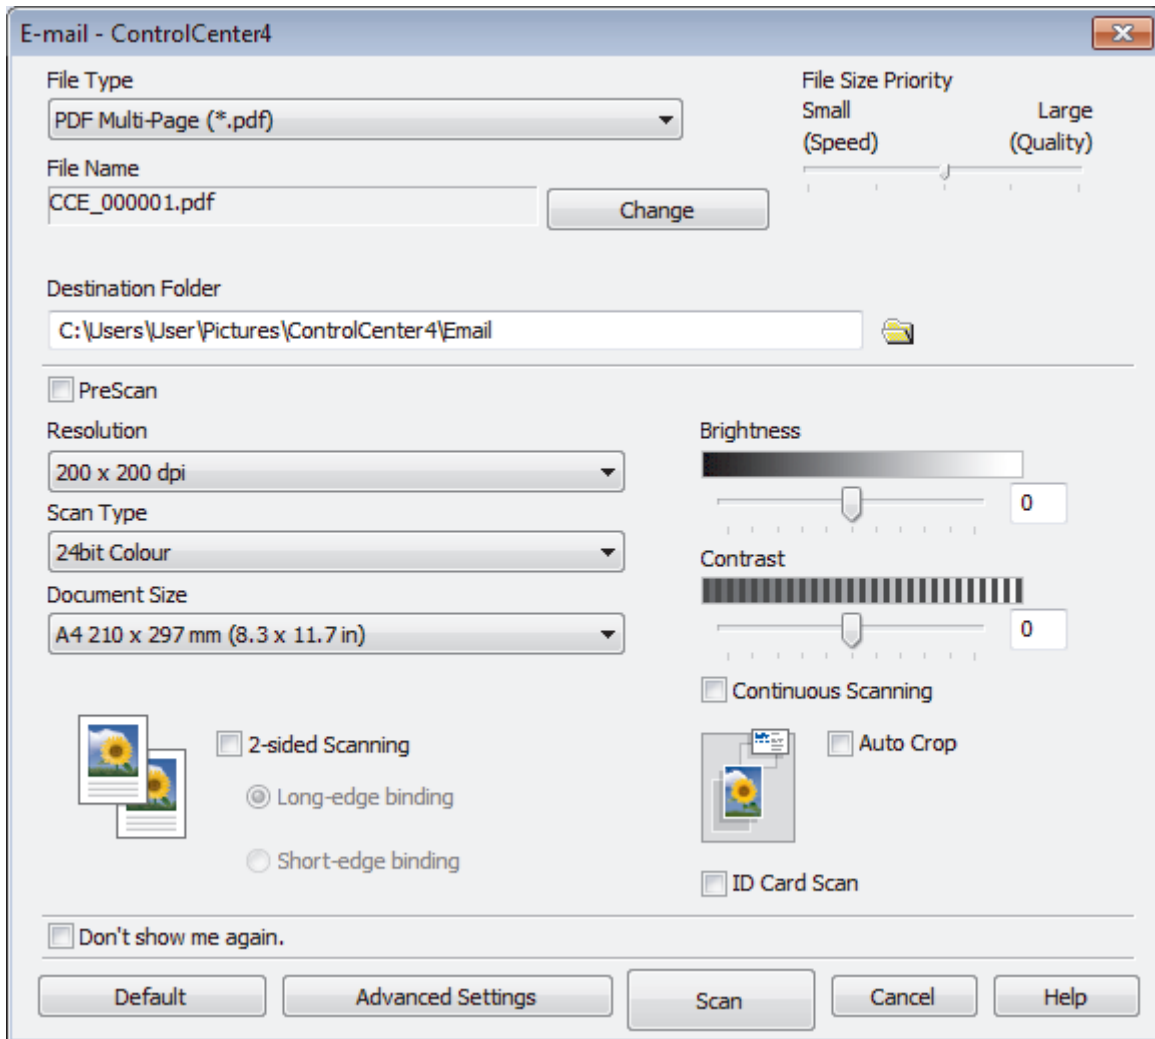 E-mail - ControlCenter4
File Type
PDF Multi-Page (*.pdf)
File Size Priority
Small Large
(Speed) (Quality)
File Name
CCE_000001.pdf
Change
Destination Folder
C:\Users\User\Pictures\ControlCenter4\Email
PreScan
Resolution
200 x 200 dpi
Scan Type
24bit Colour
Document Size
A4 210 x 297 mm (8.3 x 11.7 in)
Brightness
0
Contrast
0
Continuous Scanning
2-sided Scanning
Long-edge binding
Short-edge binding
Auto Crop
ID Card Scan
Don't show me again.
Default Advanced Settings Scan Cancel Help